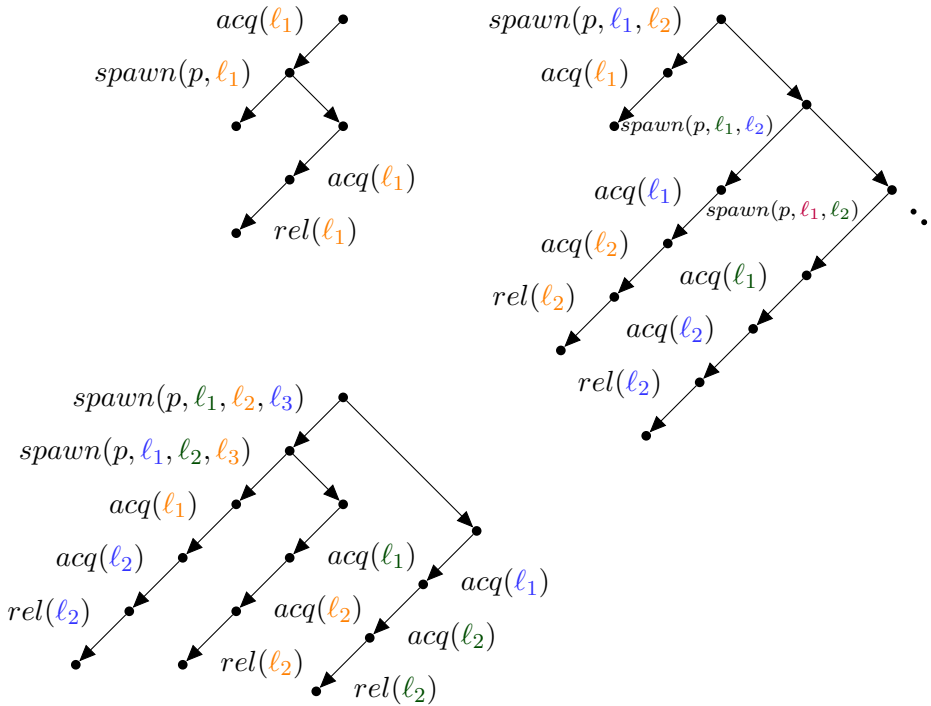 acq(ℓ₁)
spawn(p, ℓ₁)
acq(ℓ₁)
rel(ℓ₁)
spawn(p, ℓ₁, ℓ₂)
acq(ℓ₁)
spawn(p, ℓ₁, ℓ₂)
acq(ℓ₁)
acq(ℓ₂)
rel(ℓ₂)
spawn(p, ℓ₁, ℓ₂)
acq(ℓ₁)
acq(ℓ₂)
rel(ℓ₂)
spawn(p, ℓ₁, ℓ₂, ℓ₃)
spawn(p, ℓ₁, ℓ₂, ℓ₃)
acq(ℓ₁)
acq(ℓ₂)
rel(ℓ₂)
acq(ℓ₁)
acq(ℓ₂)
rel(ℓ₂)
acq(ℓ₁)
acq(ℓ₂)
rel(ℓ₂)